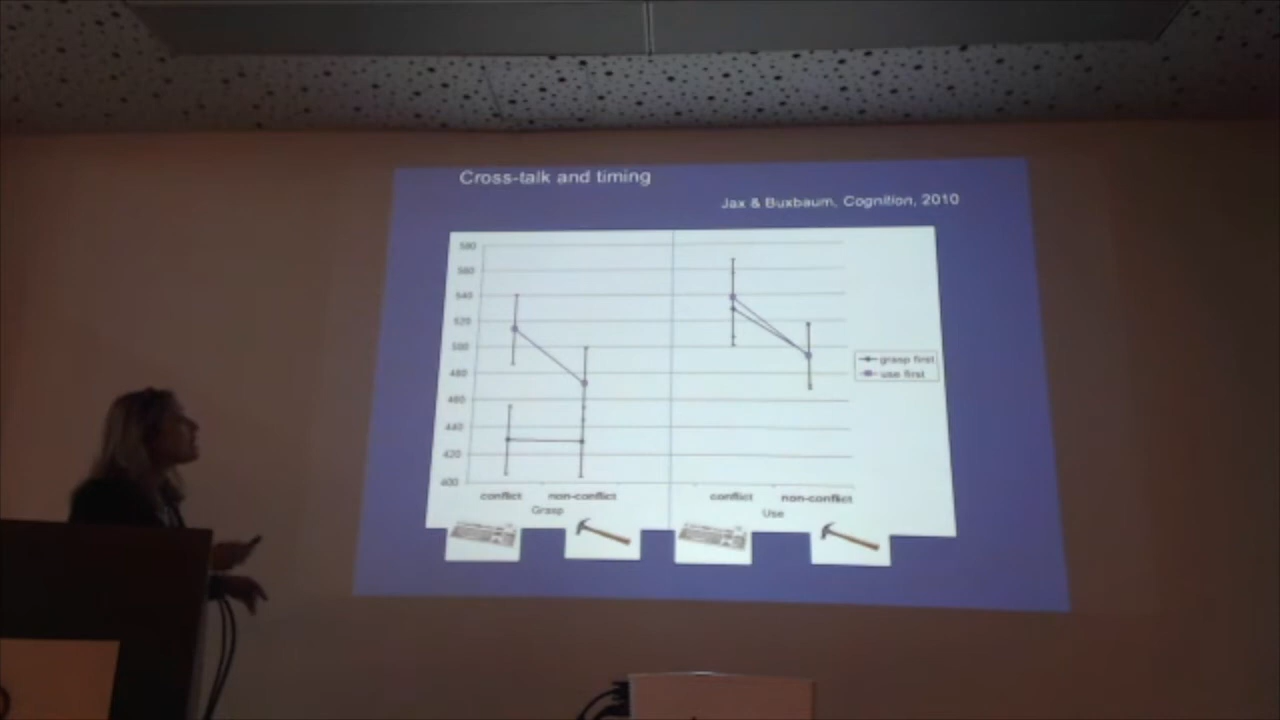 Cross-talk and timing
Jax & Buxbaum, Cognition, 2010
580
560
540
520
500
480
460
440
420
400
conflict non-conflict conflict non-conflict
Grasp Use
grasp first
use first